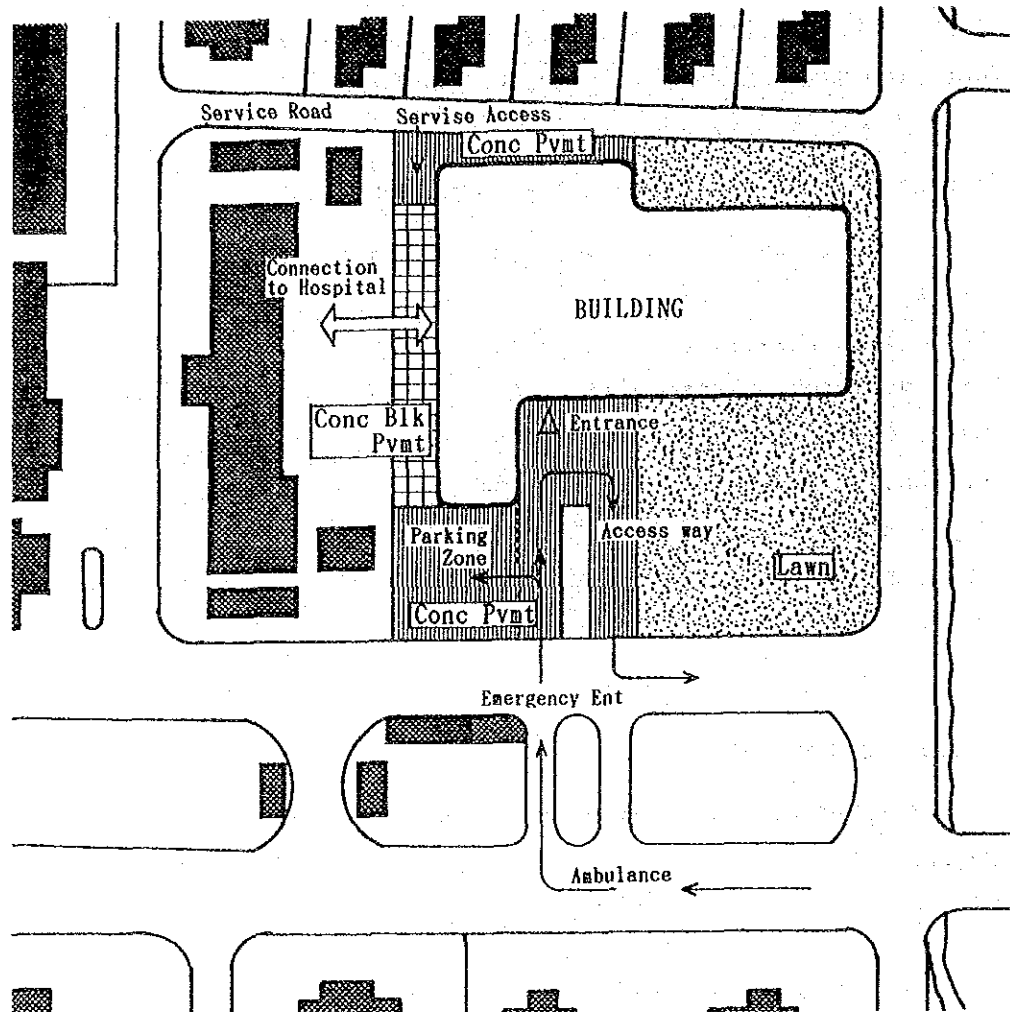 Service Road
Servise Access
Conc Pvmt
Connection
to Hospital
BUILDING
Conc Blk
Pvmt
Entrance
Parking
Zone
Access way
Lawn
Conc Pvmt
Emergency Ent
Ambulance